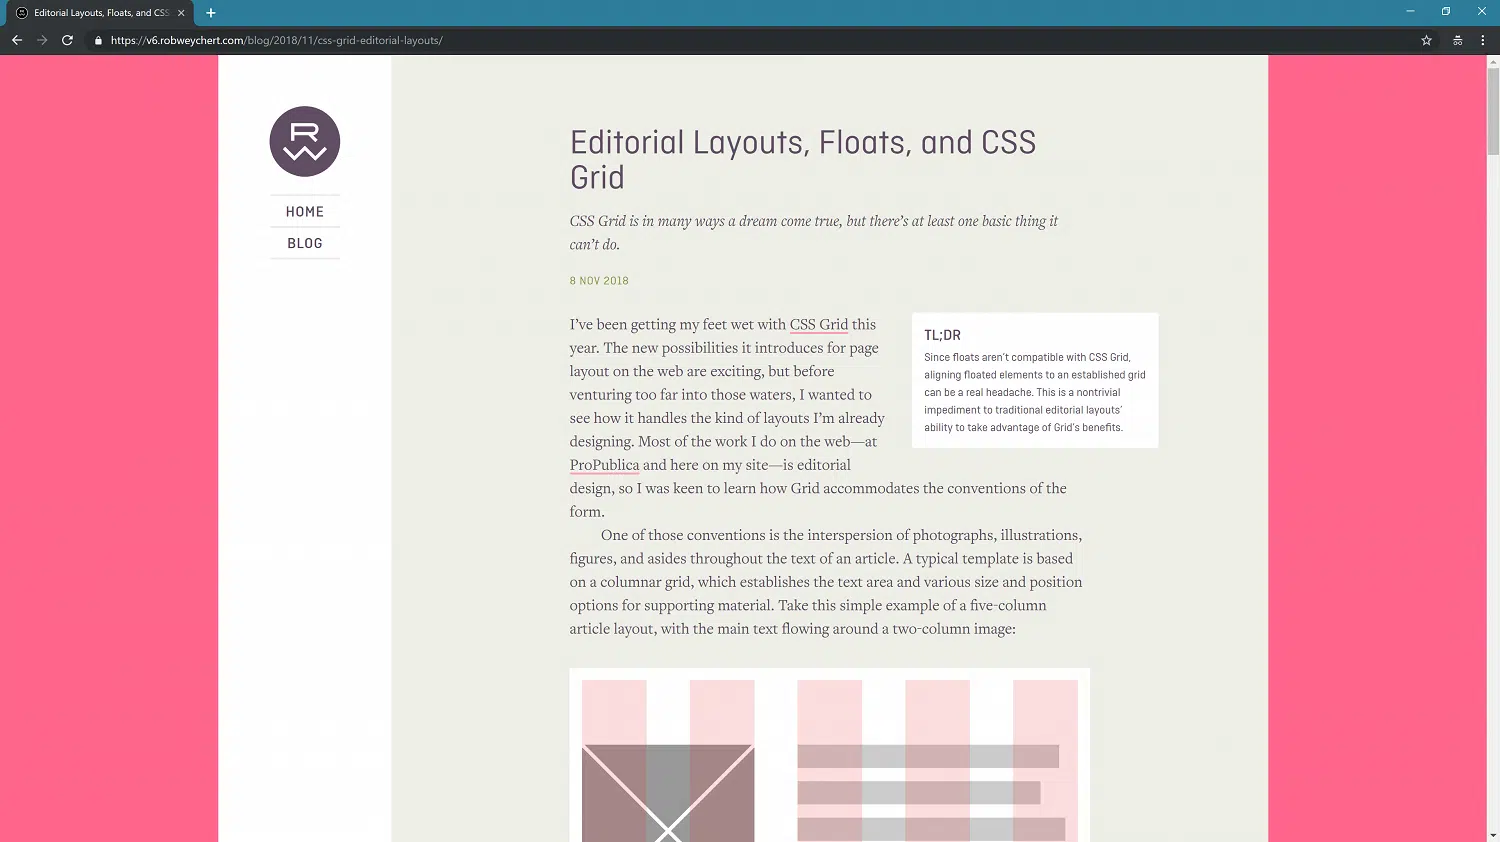 Editorial Layouts, Floats, and CSS
https://v6.robweychert.com/blog/2018/11/css-grid-editorial-layouts/
RW
HOME
BLOG
Editorial Layouts, Floats, and CSS
Grid
CSS Grid is in many ways a dream come true, but there’s at least one basic thing it
can’t do.
8 NOV 2018
I’ve been getting my feet wet with CSS Grid this
year. The new possibilities it introduces for page
layout on the web are exciting, but before
venturing too far into those waters, I wanted to
see how it handles the kind of layouts I’m already
designing. Most of the work I do on the web—at
ProPublica and here on my site—is editorial
design, so I was keen to learn how Grid accommodates the conventions of the
form.
TL;DR
Since floats aren’t compatible with CSS Grid,
aligning floated elements to an established grid
can be a real headache. This is a nontrivial
impediment to traditional editorial layouts’
ability to take advantage of Grid’s benefits.
One of those conventions is the interspersion of photographs, illustrations,
figures, and asides throughout the text of an article. A typical template is based
on a columnar grid, which establishes the text area and various size and position
options for supporting material. Take this simple example of a five-column
article layout, with the main text flowing around a two-column image: